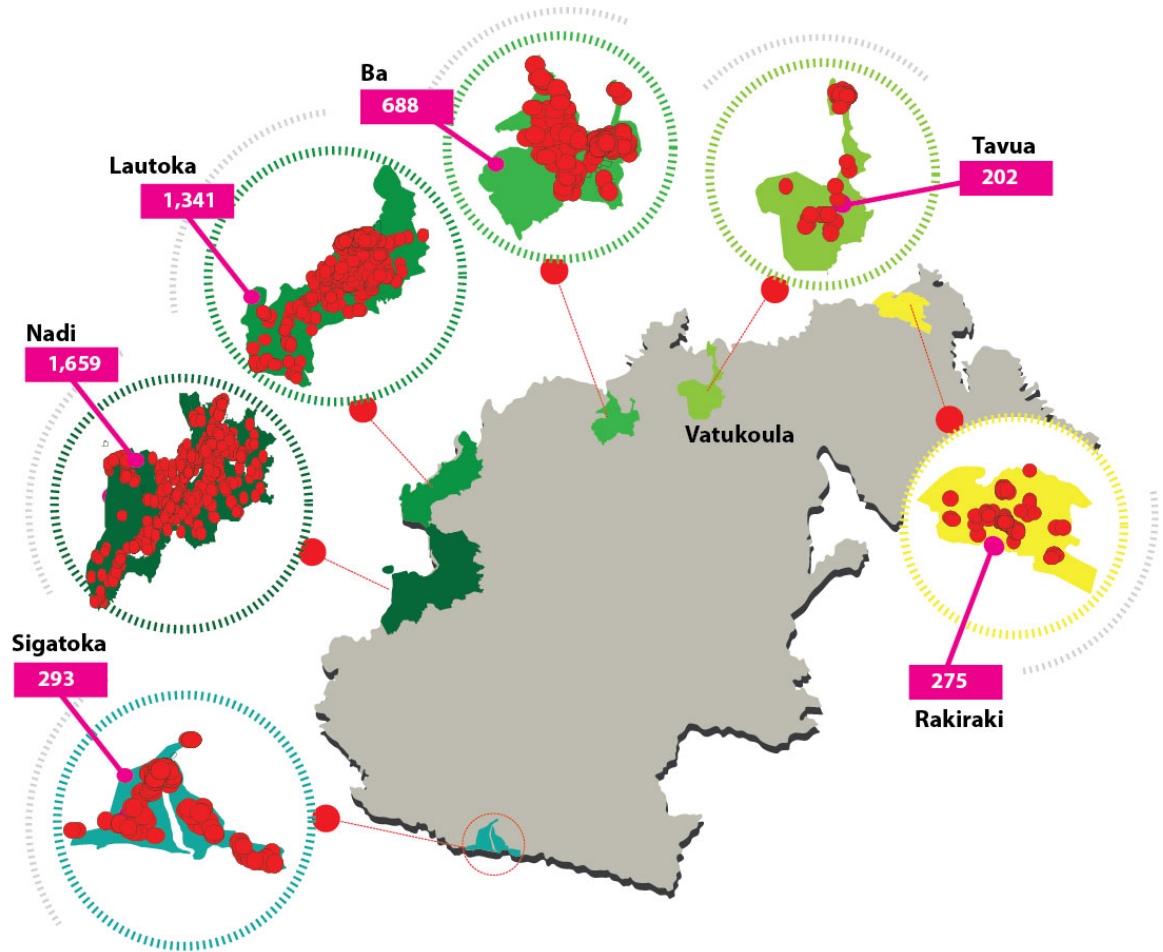 Ba
688
Tavua
202
Lautoka
1,341
Nadi
1,659
Vatukoula
Sigatoka
293
275
Rakiraki